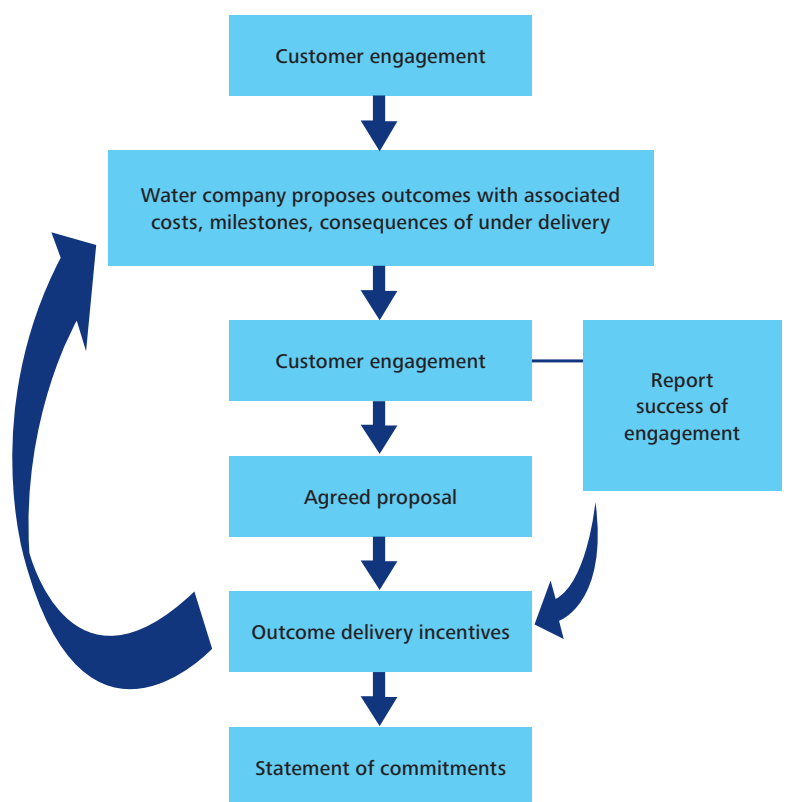 Customer engagement
Water company proposes outcomes with associated
costs, milestones, consequences of under delivery
Customer engagement
Report
success of
engagement
Agreed proposal
Outcome delivery incentives
Statement of commitments